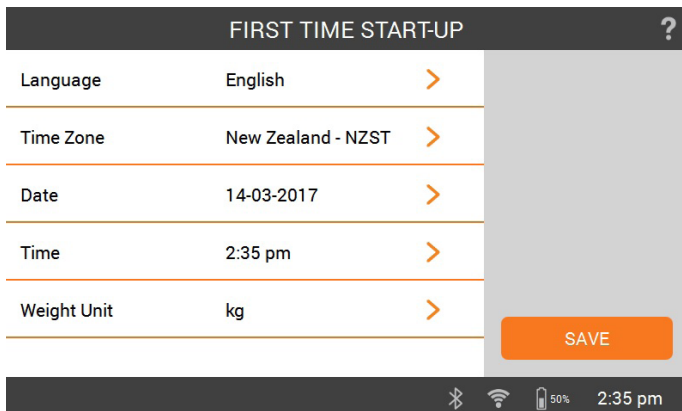 FIRST TIME START-UP ?
Language English
Time Zone New Zealand - NZST
Date 14-03-2017
Time 2:35 pm
Weight Unit kg
SAVE
50% 2:35 pm